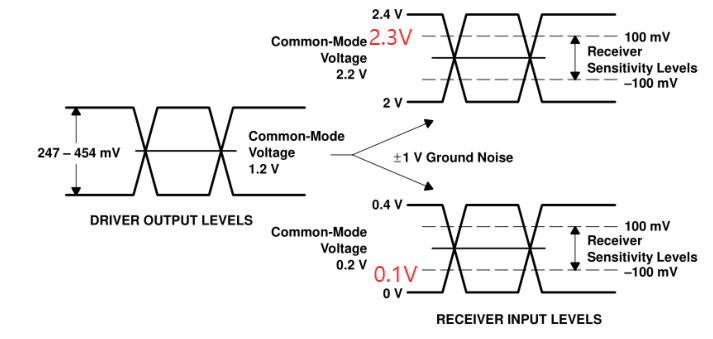 2.4 V
2.3V
100 mV
Common-Mode
Voltage
2.2 V
Receiver
Sensitivity Levels
–100 mV
2 V
247 – 454 mV
Common-Mode
Voltage
1.2 V
±1 V Ground Noise
DRIVER OUTPUT LEVELS
0.4 V
100 mV
Common-Mode
Voltage
0.2 V
Receiver
Sensitivity Levels
–100 mV
0.1V
0 V
RECEIVER INPUT LEVELS